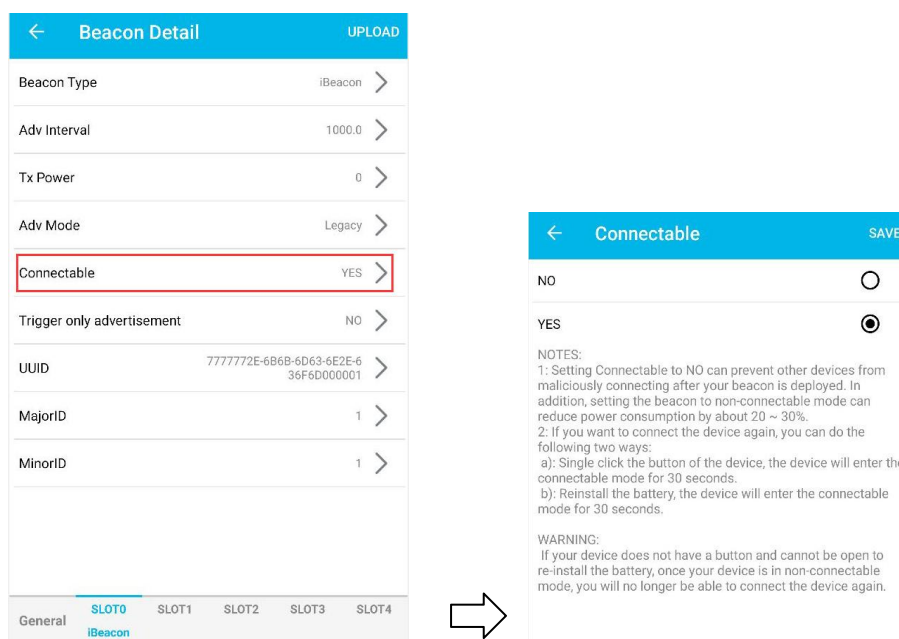 Beacon Detail UPLOAD
Beacon Type iBeacon
Adv Interval 1000.0
Tx Power 0
Adv Mode Legacy
Connectable YES
Trigger only advertisement NO
UUID 7777772E-6B6B-6D63-6E2E-6
36F6D000001
MajorID 1
MinorID 1
General SLOT0 SLOT1 SLOT2 SLOT3 SLOT4
iBeacon
Connectable SAVE
NO
YES
NOTES:
1: Setting Connectable to NO can prevent other devices from
maliciously connecting after your beacon is deployed. In
addition, setting the beacon to non-connectable mode can
reduce power consumption by about 20 ~ 30%.
2: If you want to connect the device again, you can do the
following two ways:
a): Single click the button of the device, the device will enter the
connectable mode for 30 seconds.
b): Reinstall the battery, the device will enter the connectable
mode for 30 seconds.
WARNING:
If your device does not have a button and cannot be open to
re-install the battery, once your device is in non-connectable
mode, you will no longer be able to connect the device again.